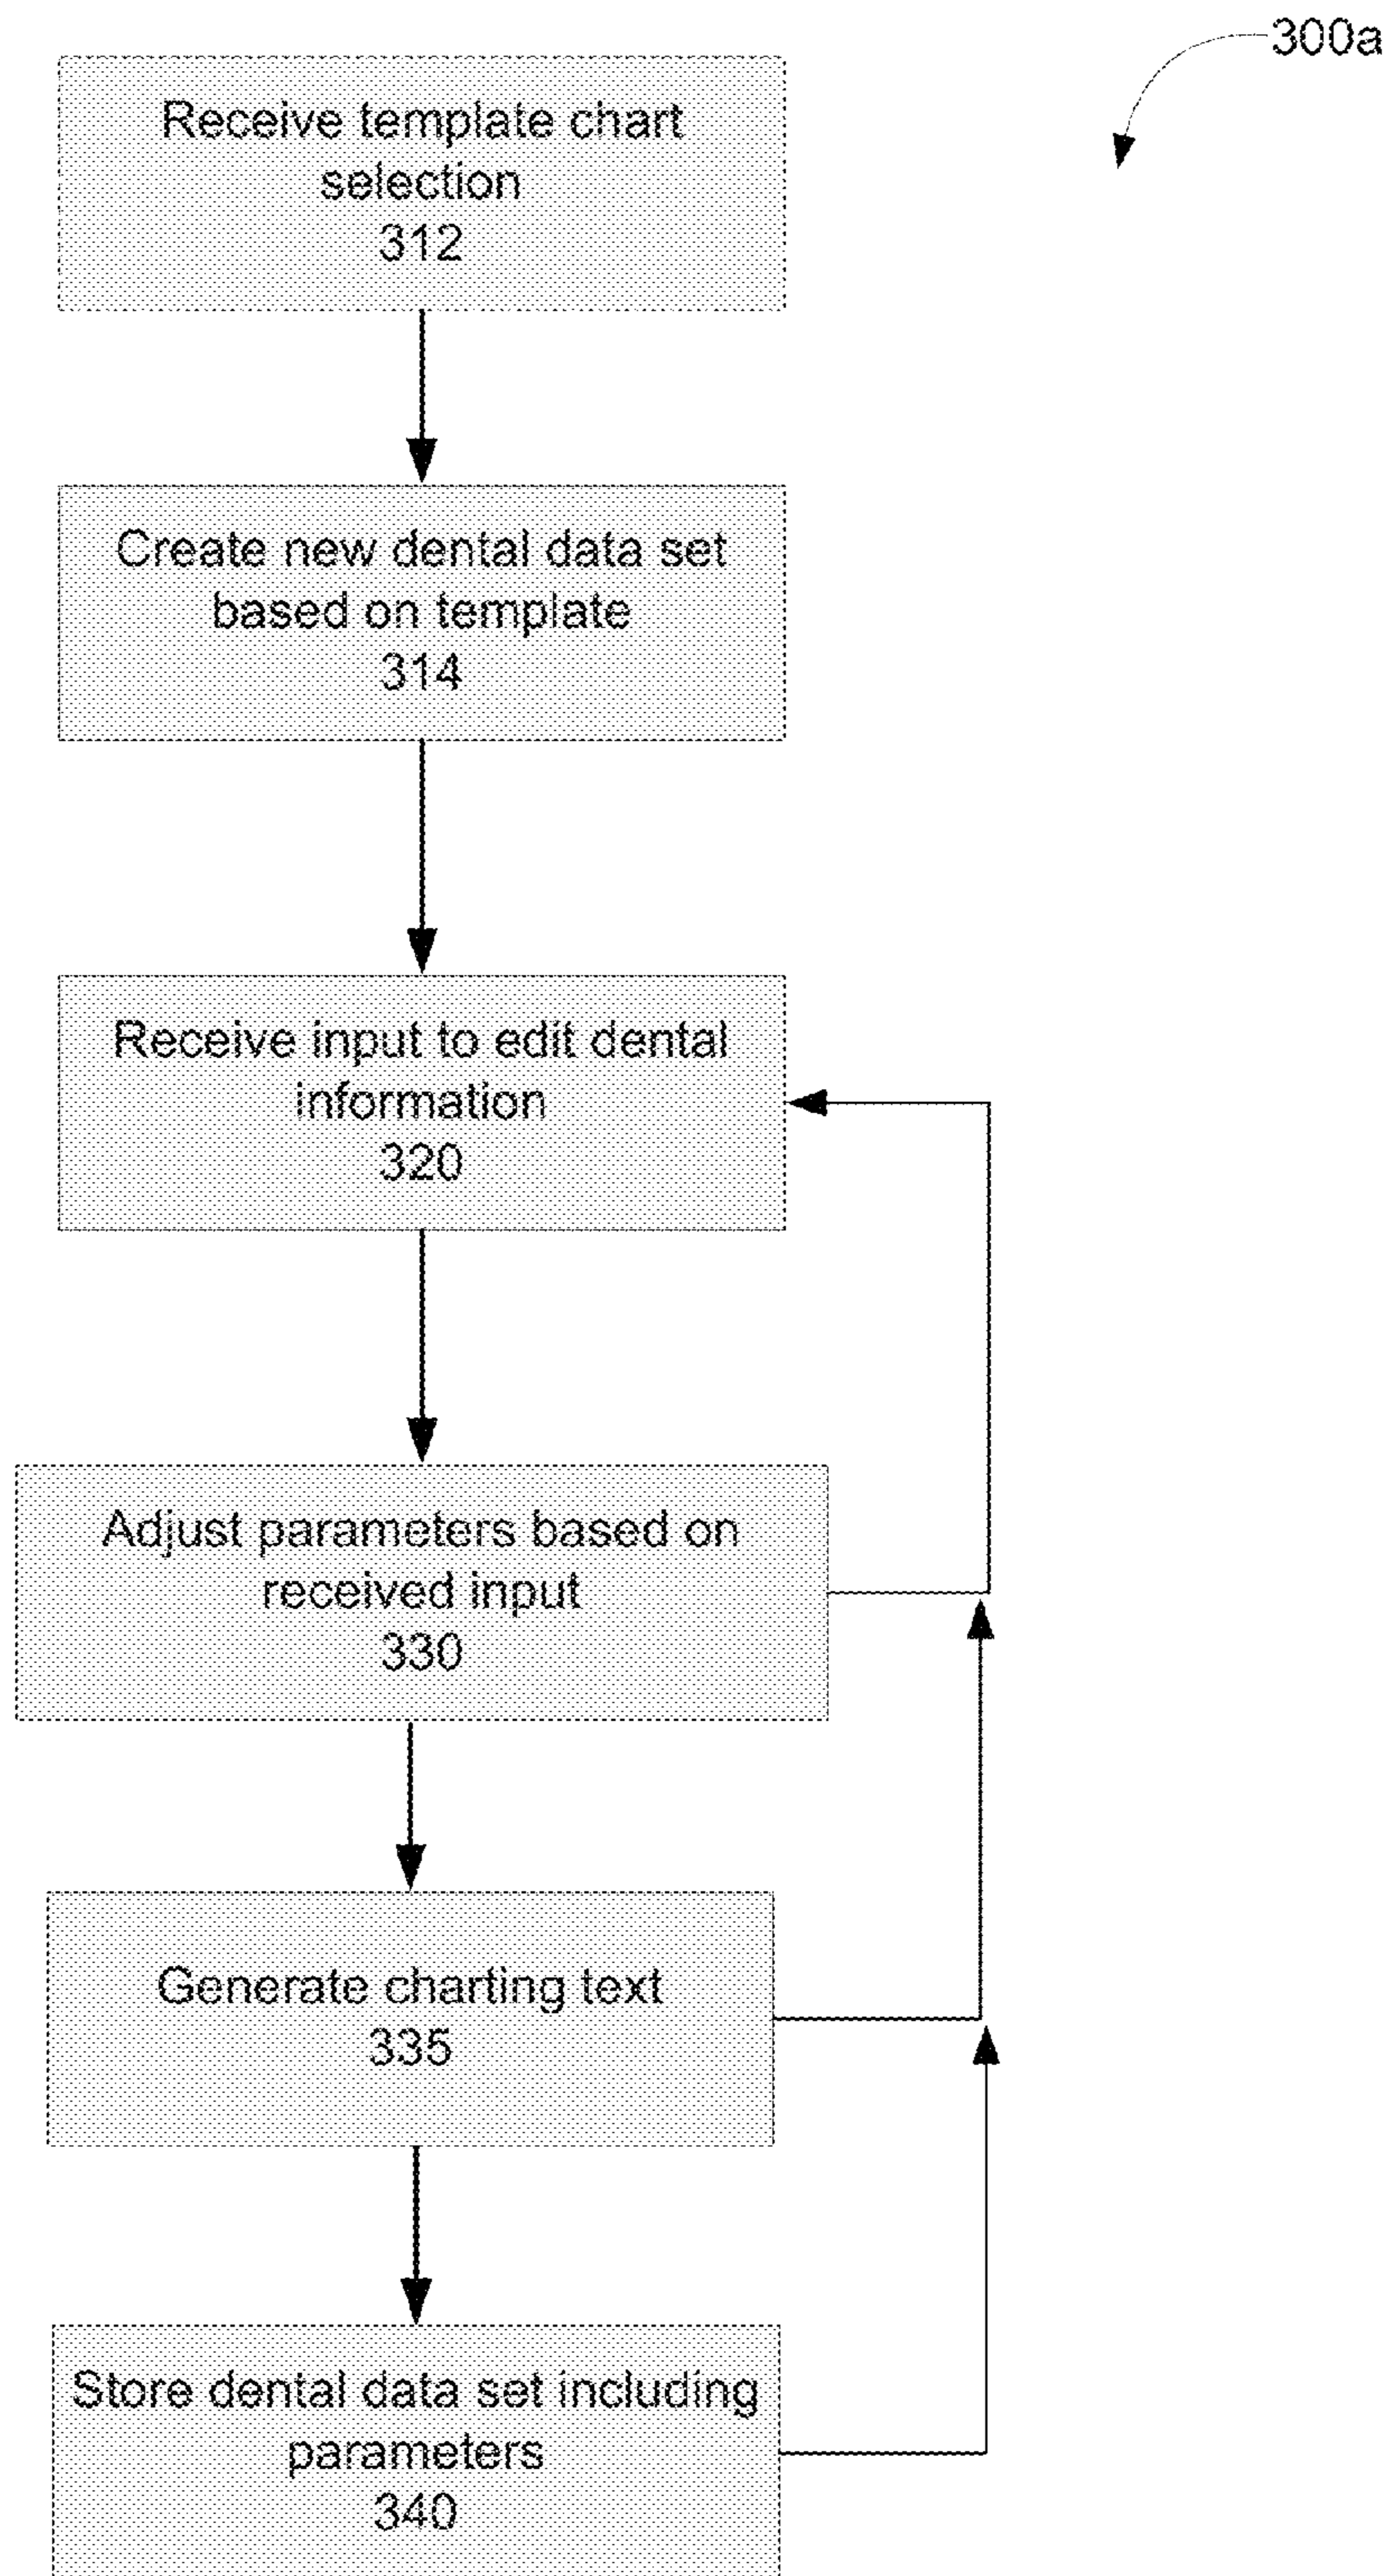 300a
Receive template chart
selection
312
Create new dental data set
based on template
314
Receive input to edit dental
information
320
Adjust parameters based on
received input
330
Generate charting text
335
Store dental data set including
parameters
340